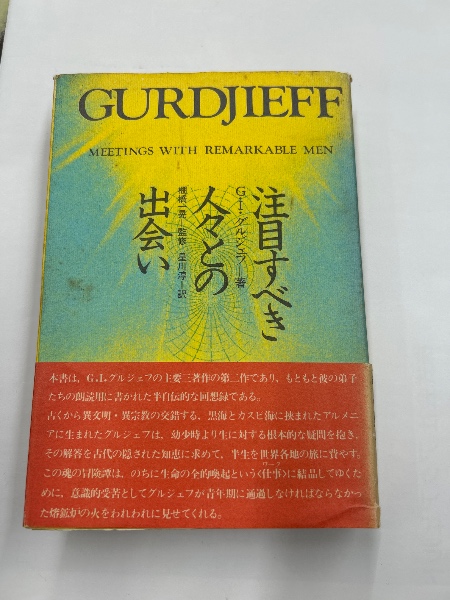 GURDJIEFF
MEETINGS WITH REMARKABLE MEN
注目すべき
人々との
出会い
G・I・グルジェフ―著
棚橋一晃―監修/星川淳―訳
本書は、G.I.グルジェフの主要三著作の第二作であり、もともと彼の弟子
たちの朗読用に書かれた半自伝的な回想録である。
古くから異文明・異宗教の交錯する、黒海とカスピ海に挟まれたアルメニ
アに生まれたグルジェフは、幼少時より生に対する根本的な疑問を抱き、
その解答を古代の隠された知恵に求めて、半生を世界各地の旅に費やす。
この魂の冒険譚は、のちに生命の全的喚起という〈仕事〉に結晶してゆくた
ワーク
めに、意識的受苦としてグルジェフが青年期に通過しなければならなかっ
た熔鉱炉の火をわれわれに見せてくれる。